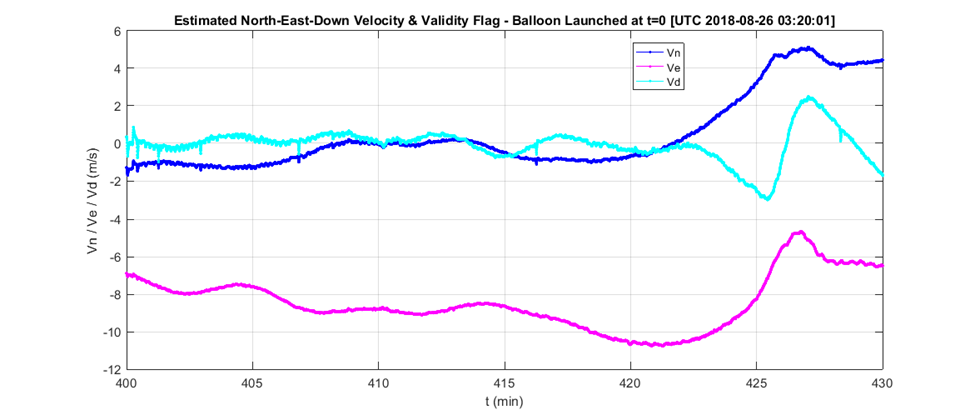 Estimated North-East-Down Velocity & Validity Flag - Balloon Launched at t=0 [UTC 2018-08-26 03:20:01]
Vn / Ve / Vd (m/s)
6
4
2
0
-2
-4
-6
-8
-10
-12
Vn
Ve
Vd
400
405
410
415
420
425
430
t (min)